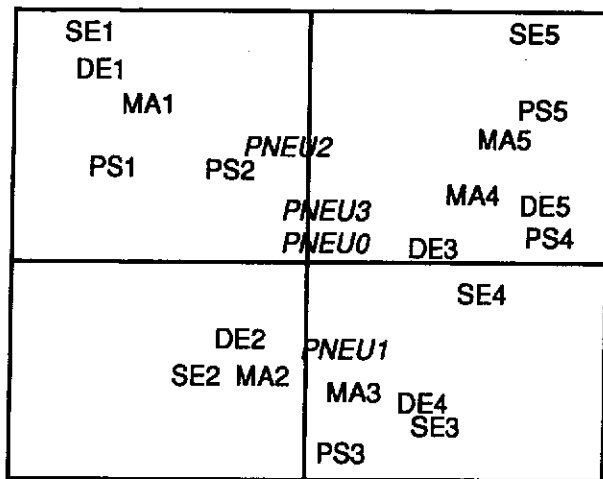 SE1 SE5
DE1
MA1 PS5
PNEU2 MA5
PS1 PS2
MA4 DE5
PNEU3
PNEU0 DE3 PS4
SE4
DE2 PNEU1
SE2 MA2
MA3 DE4
SE3
PS3